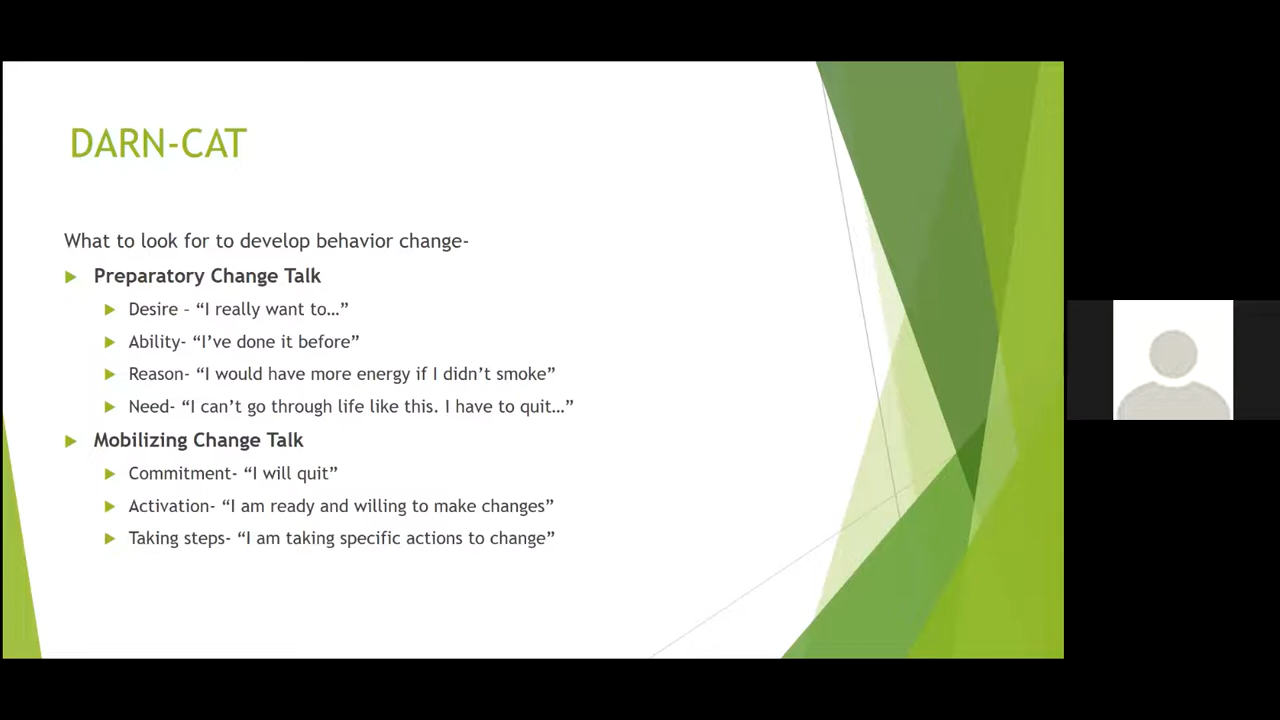 DARN-CAT
What to look for to develop behavior change-
Preparatory Change Talk
Desire – “I really want to…”
Ability- “I’ve done it before”
Reason- “I would have more energy if I didn’t smoke”
Need- “I can’t go through life like this. I have to quit…”
Mobilizing Change Talk
Commitment- “I will quit”
Activation- “I am ready and willing to make changes”
Taking steps- “I am taking specific actions to change”